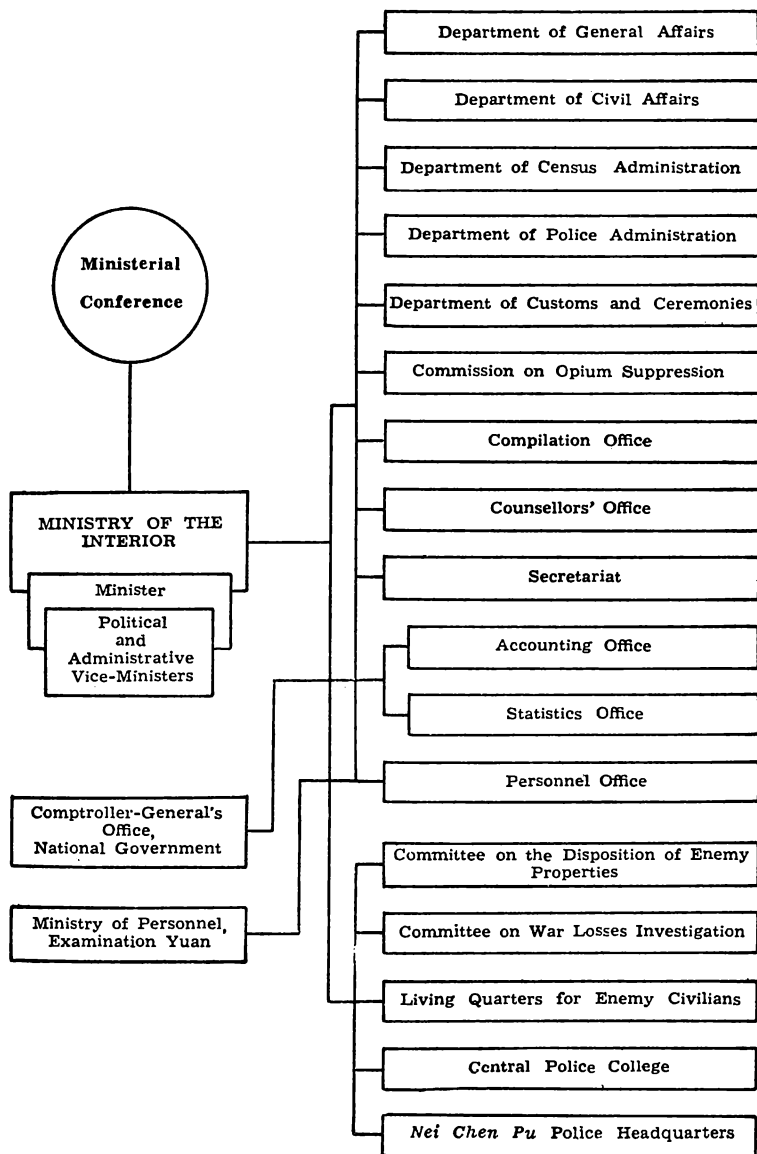 Department of General Affairs
Department of Civil Affairs
Department of Census Administration
Department of Police Administration
Department of Customs and Ceremonies
Commission on Opium Suppression
Compilation Office
Counsellors' Office
Secretariat
Accounting Office
Statistics Office
Personnel Office
Committee on the Disposition of Enemy
Properties
Committee on War Losses Investigation
Living Quarters for Enemy Civilians
Central Police College
Nei Chen Pu Police Headquarters
Ministerial
Conference
MINISTRY OF THE
INTERIOR
Minister
Political
and
Administrative
Vice-Ministers
Comptroller-General's
Office,
National Government
Ministry of Personnel,
Examination Yuan